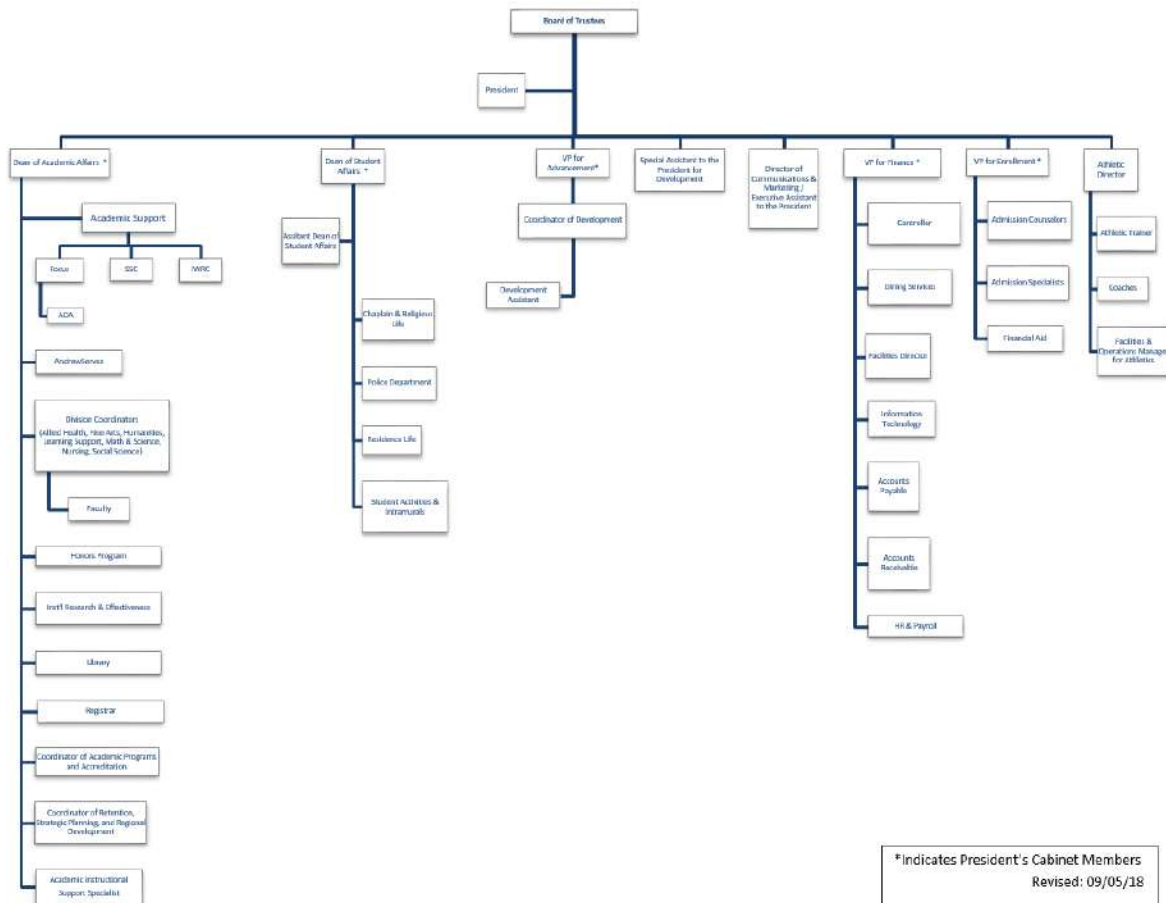 Board of Trustees
President
Dean of Academic Affairs *
Dean of Student
Affairs *
VP for
Advancement*
Special Assistant to the
President for
Development
Director of
Communications &
Marketing /
Executive Assistant
to the President
VP for Finance *
VP for Enrollment *
Athletic
Director
Academic Support
Focus
SSC
IWRC
ADA
AndrewServes
Division Coordinators
(Allied Health, Fine Arts, Humanities,
Learning Support, Math & Science,
Nursing, Social Science)
Faculty
Honors Program
Inst'l Research & Effectiveness
Library
Registrar
Coordinator of Academic Programs
and Accreditation
Coordinator of Retention,
Strategic Planning, and Regional
Development
Academic Instructional
Support Specialist
Assistant Dean of
Student Affairs
Chaplain & Religious
Life
Police Department
Residence Life
Student Activities &
Intramurals
Coordinator of Development
Development
Assistant
Controller
Dining Services
Facilities Director
Information
Technology
Accounts
Payable
Accounts
Receivable
HR & Payroll
Admission Counselors
Admission Specialists
Financial Aid
Athletic Trainer
Coaches
Facilities &
Operations Manage
for Athletics
*Indicates President's Cabinet Members
Revised: 09/05/18